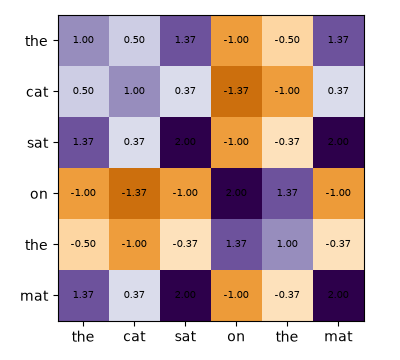 the 1.00 0.50 1.37 -1.00 -0.50 1.37
cat 0.50 1.00 0.37 -1.37 -1.00 0.37
sat 1.37 0.37 2.00 -1.00 -0.37 2.00
on -1.00 -1.37 -1.00 2.00 1.37 -1.00
the -0.50 -1.00 -0.37 1.37 1.00 -0.37
mat 1.37 0.37 2.00 -1.00 -0.37 2.00
the cat sat on the mat